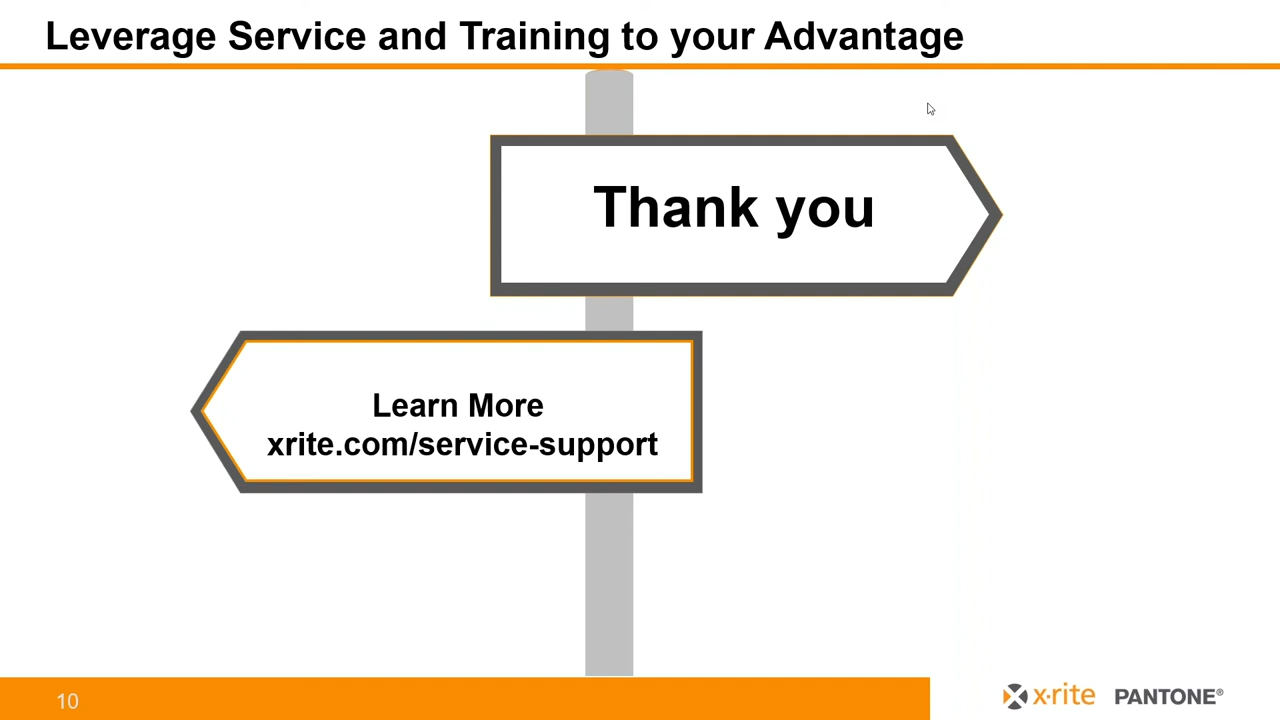 Leverage Service and Training to your Advantage
Thank you
Learn More
xrite.com/service-support
10
x·rite PANTONE®